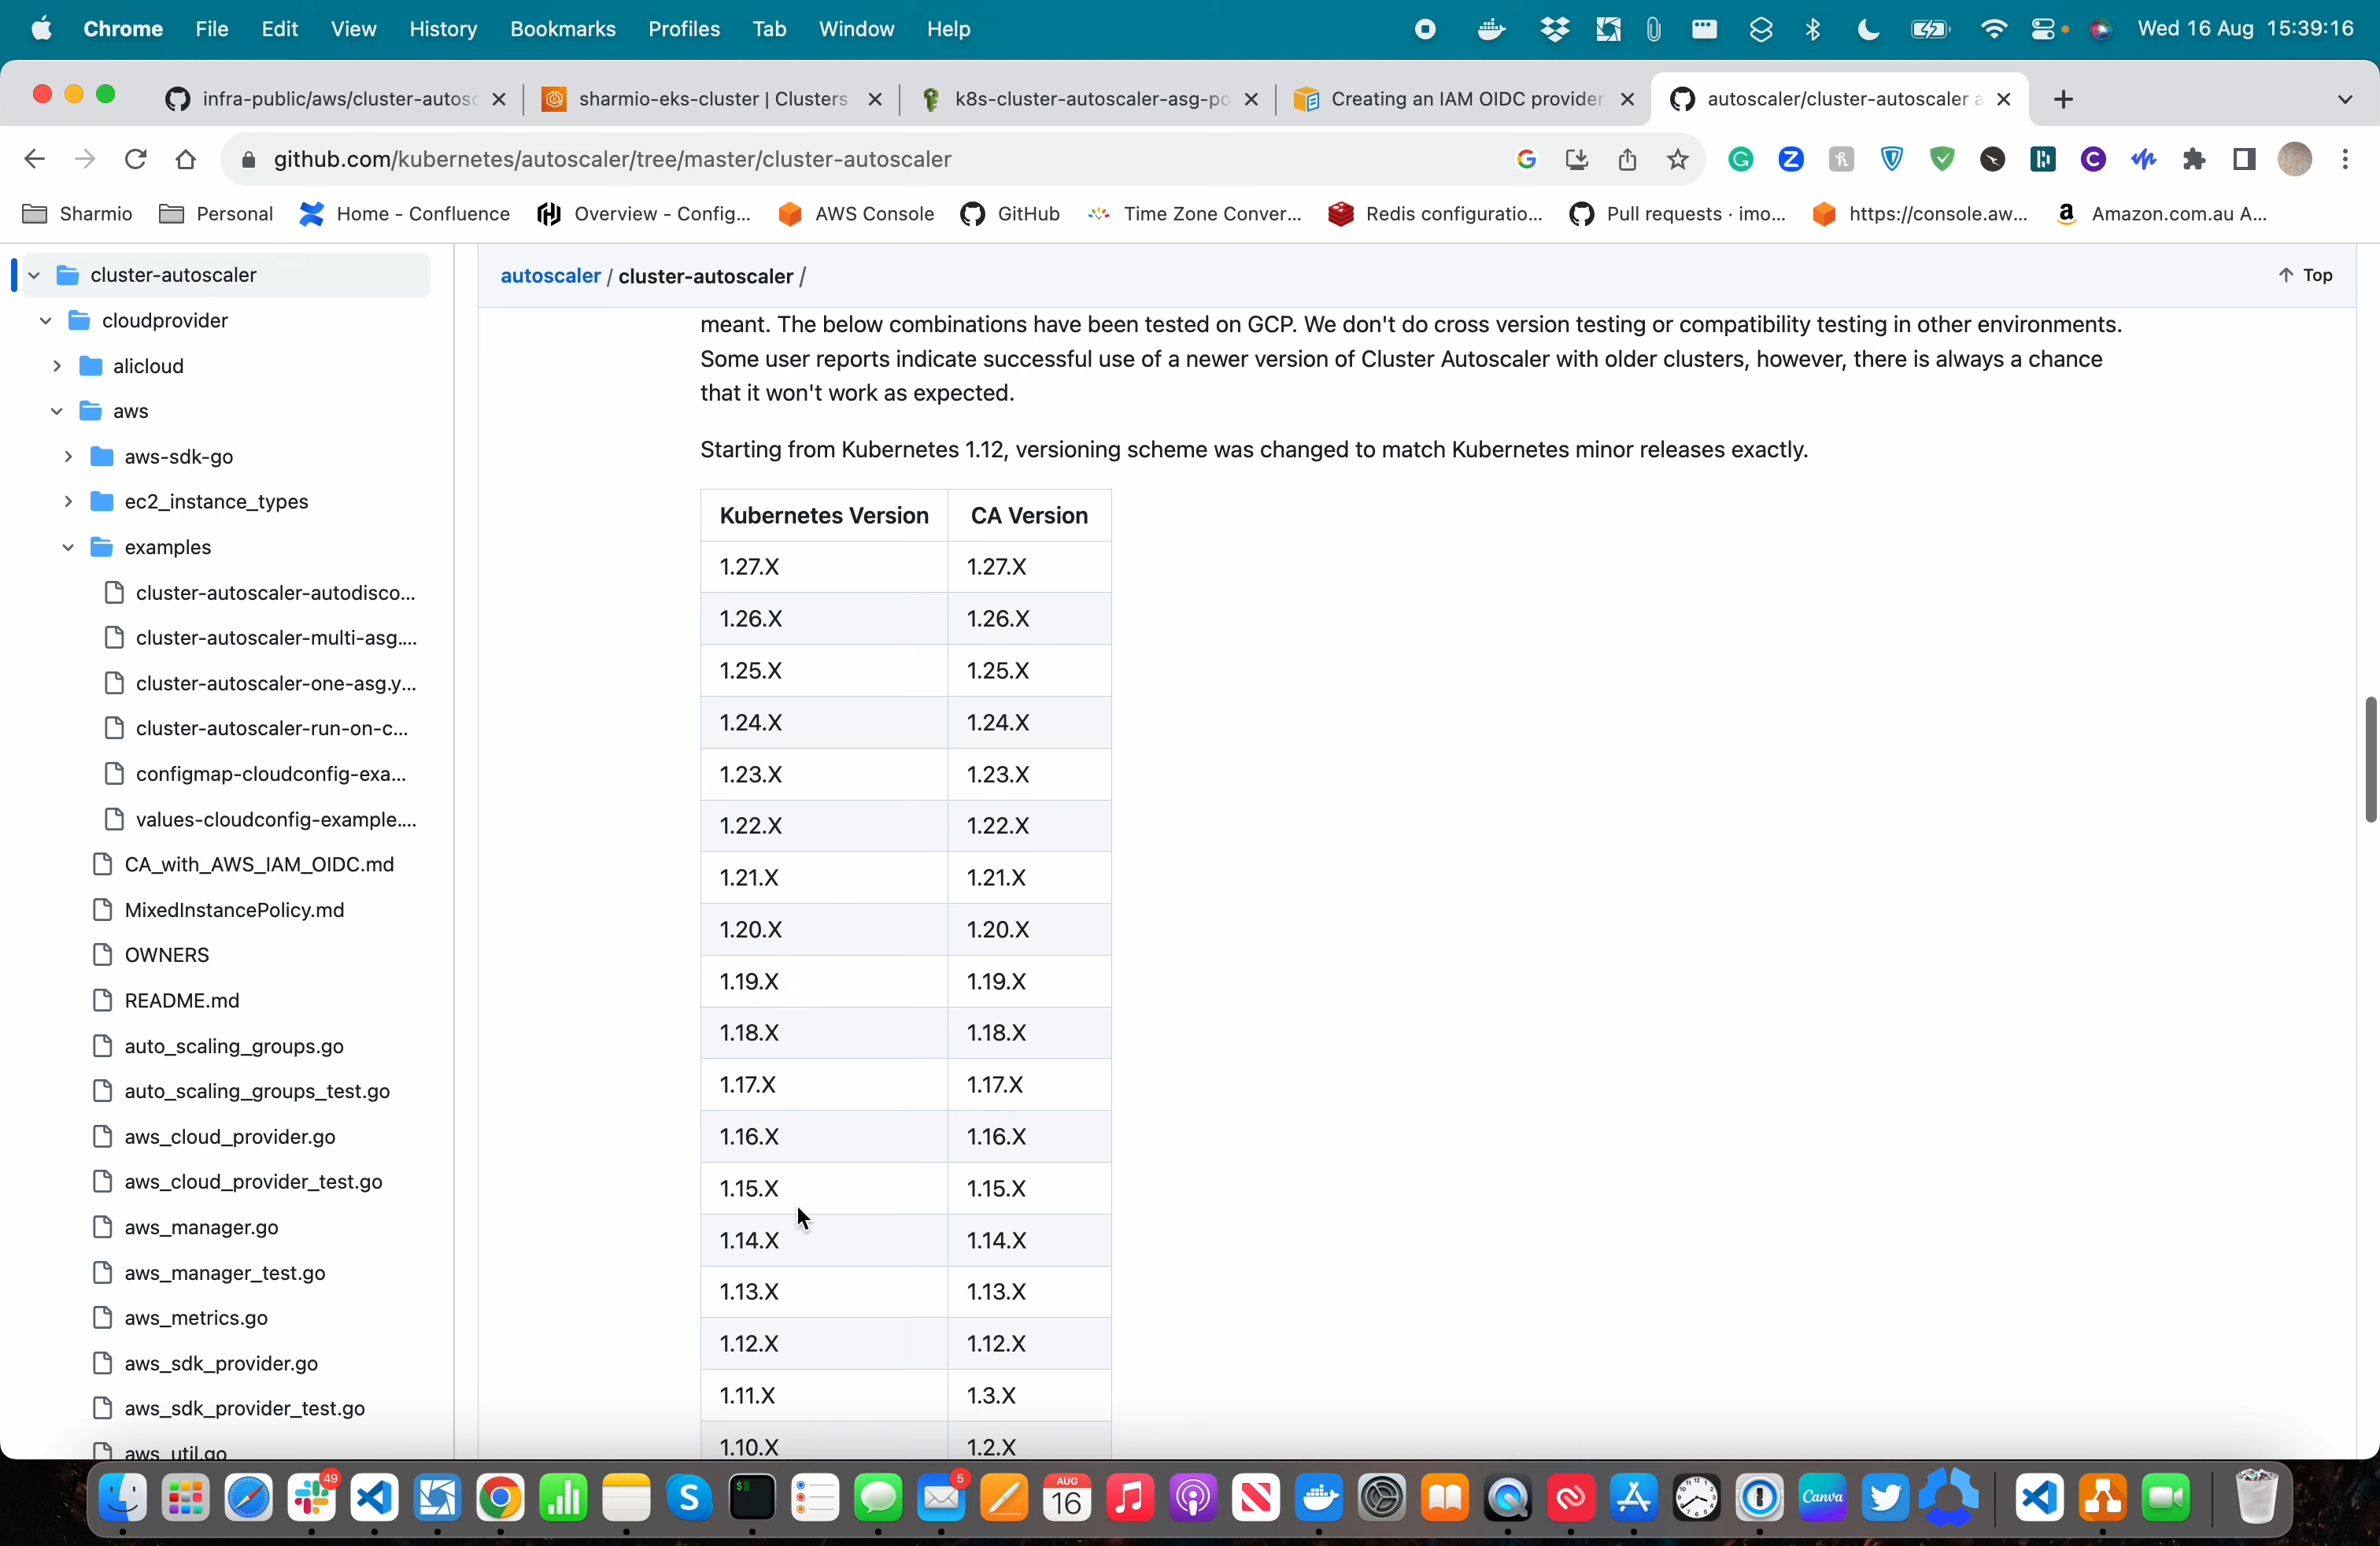 Chrome File Edit View History Bookmarks Profiles Tab Window Help Wed 16 Aug 15:39:16
infra-public/aws/cluster-autosc sharmio-eks-cluster | Clusters k8s-cluster-autoscaler-asg-po Creating an IAM OIDC provider autoscaler/cluster-autoscaler a
github.com/kubernetes/autoscaler/tree/master/cluster-autoscaler
Sharmio Personal Home - Confluence Overview - Config... AWS Console GitHub Time Zone Conver... Redis configuratio... Pull requests · imo... https://console.aw... Amazon.com.au A...
cluster-autoscaler
cloudprovider
alicloud
aws
aws-sdk-go
ec2_instance_types
examples
cluster-autoscaler-autodisco...
cluster-autoscaler-multi-asg....
cluster-autoscaler-one-asg.y...
cluster-autoscaler-run-on-c...
configmap-cloudconfig-exa...
values-cloudconfig-example....
CA_with_AWS_IAM_OIDC.md
MixedInstancePolicy.md
OWNERS
README.md
auto_scaling_groups.go
auto_scaling_groups_test.go
aws_cloud_provider.go
aws_cloud_provider_test.go
aws_manager.go
aws_manager_test.go
aws_metrics.go
aws_sdk_provider.go
aws_sdk_provider_test.go
aws_util.go
autoscaler / cluster-autoscaler / Top
meant. The below combinations have been tested on GCP. We don't do cross version testing or compatibility testing in other environments.
Some user reports indicate successful use of a newer version of Cluster Autoscaler with older clusters, however, there is always a chance
that it won't work as expected.
Starting from Kubernetes 1.12, versioning scheme was changed to match Kubernetes minor releases exactly.
Kubernetes Version CA Version
1.27.X 1.27.X
1.26.X 1.26.X
1.25.X 1.25.X
1.24.X 1.24.X
1.23.X 1.23.X
1.22.X 1.22.X
1.21.X 1.21.X
1.20.X 1.20.X
1.19.X 1.19.X
1.18.X 1.18.X
1.17.X 1.17.X
1.16.X 1.16.X
1.15.X 1.15.X
1.14.X 1.14.X
1.13.X 1.13.X
1.12.X 1.12.X
1.11.X 1.3.X
1.10.X 1.2.X
49 5 AUG 16 Canva